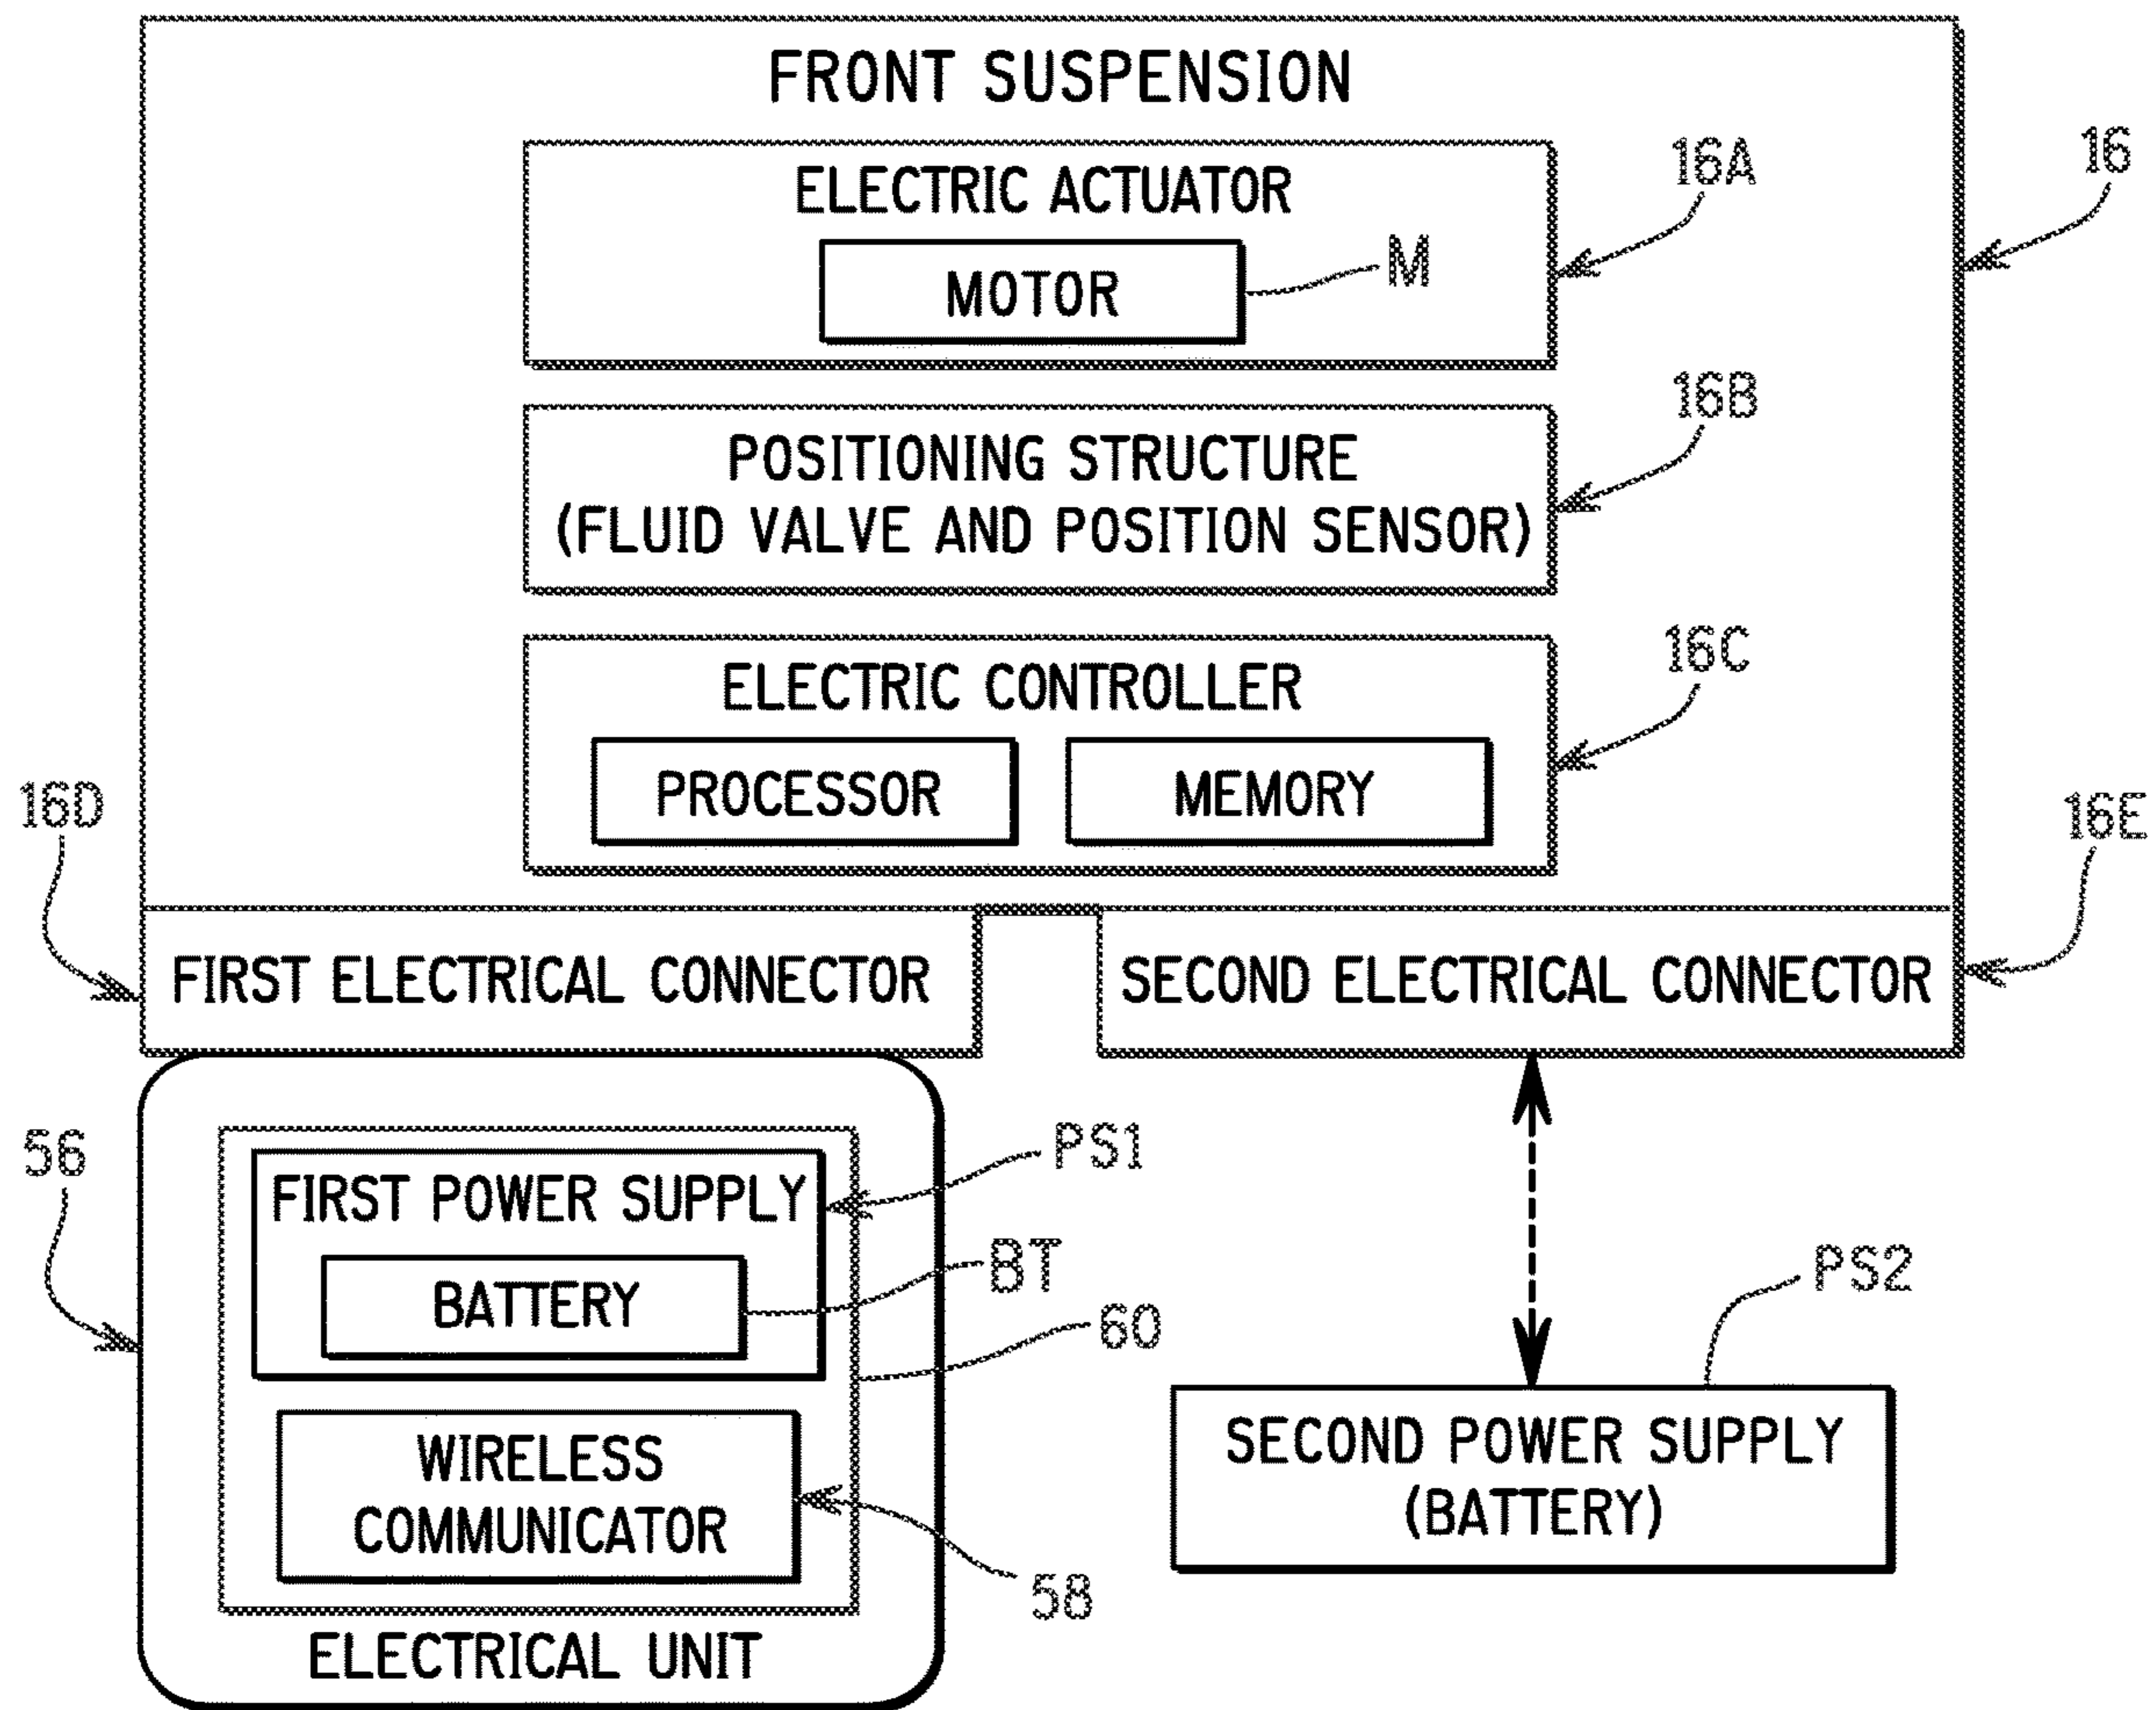 FRONT SUSPENSION
16
ELECTRIC ACTUATOR
16A
MOTOR
M
POSITIONING STRUCTURE
(FLUID VALVE AND POSITION SENSOR)
16B
ELECTRIC CONTROLLER
16C
PROCESSOR
MEMORY
16D
16E
FIRST ELECTRICAL CONNECTOR
SECOND ELECTRICAL CONNECTOR
56
FIRST POWER SUPPLY
PS1
BATTERY
BT
60
WIRELESS
COMMUNICATOR
58
ELECTRICAL UNIT
PS2
SECOND POWER SUPPLY
(BATTERY)